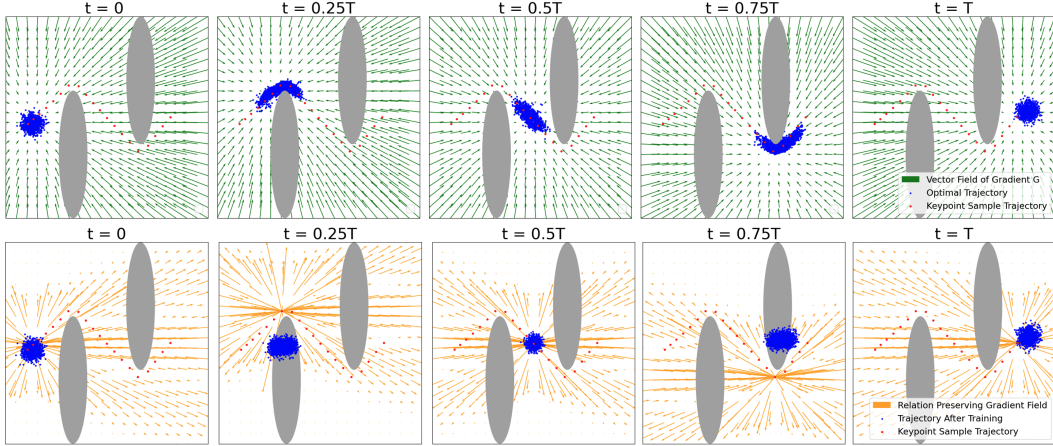 t = 0
t = 0.25T
t = 0.5T
t = 0.75T
t = T
Vector Field of Gradient G
Optimal Trajectory
Keypoint Sample Trajectory
t = 0
t = 0.25T
t = 0.5T
t = 0.75T
t = T
Relation Preserving Gradient Field
Trajectory After Training
Keypoint Sample Trajectory